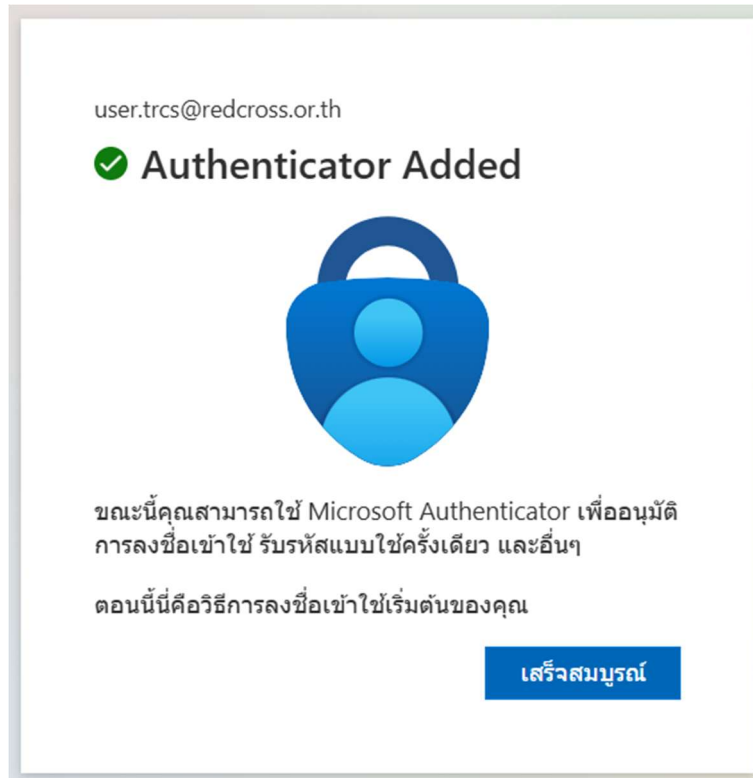 user.trcs@redcross.or.th
Authenticator Added
ขณะนี้คุณสามารถใช้ Microsoft Authenticator เพื่ออนุมัติ
การลงชื่อเข้าใช้ รับรหัสแบบใช้ครั้งเดียว และอื่นๆ
ตอนนี้นี่คือวิธีการลงชื่อเข้าใช้เริ่มต้นของคุณ
เสร็จสมบูรณ์